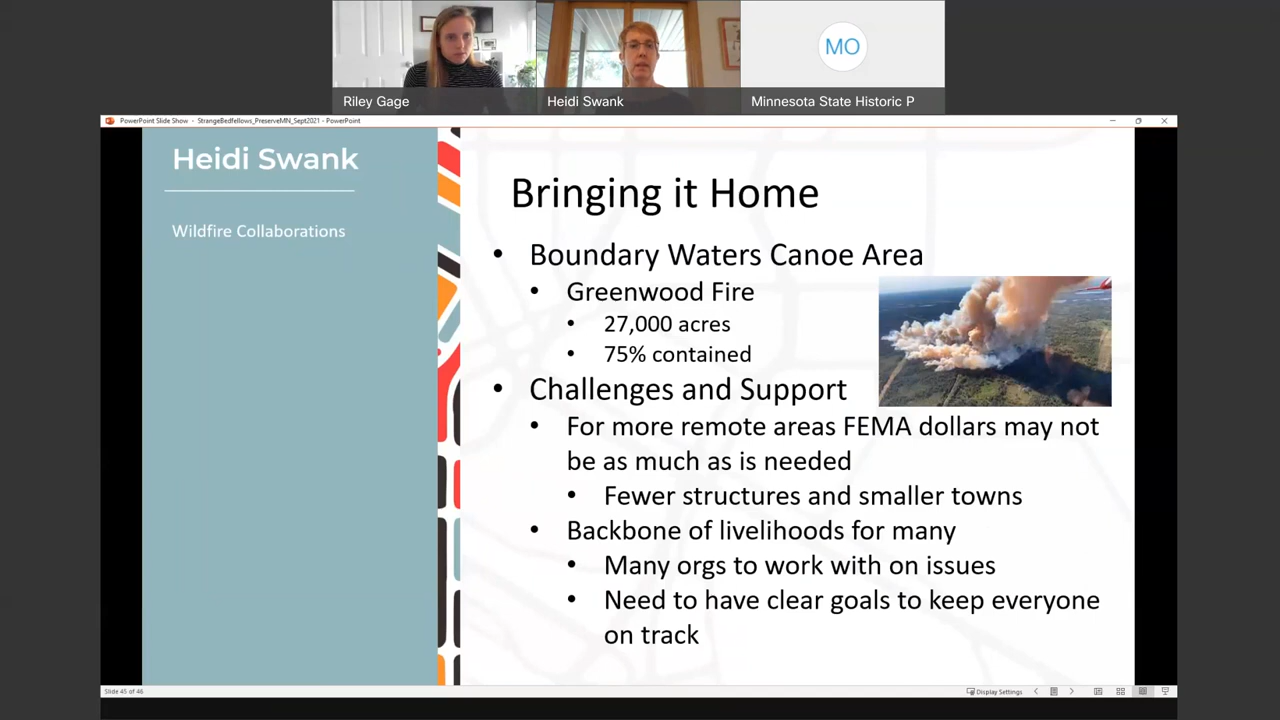 MO
Riley Gage
Heidi Swank
Minnesota State Historic P
PowerPoint Slide Show - StrangeBedfellows_PreserveMN_Sept2021 - PowerPoint
Heidi Swank
Wildfire Collaborations
Bringing it Home
• Boundary Waters Canoe Area
• Greenwood Fire
• 27,000 acres
• 75% contained
• Challenges and Support
• For more remote areas FEMA dollars may not
be as much as is needed
• Fewer structures and smaller towns
• Backbone of livelihoods for many
• Many orgs to work with on issues
• Need to have clear goals to keep everyone
on track
Slide 45 of 46
Display Settings